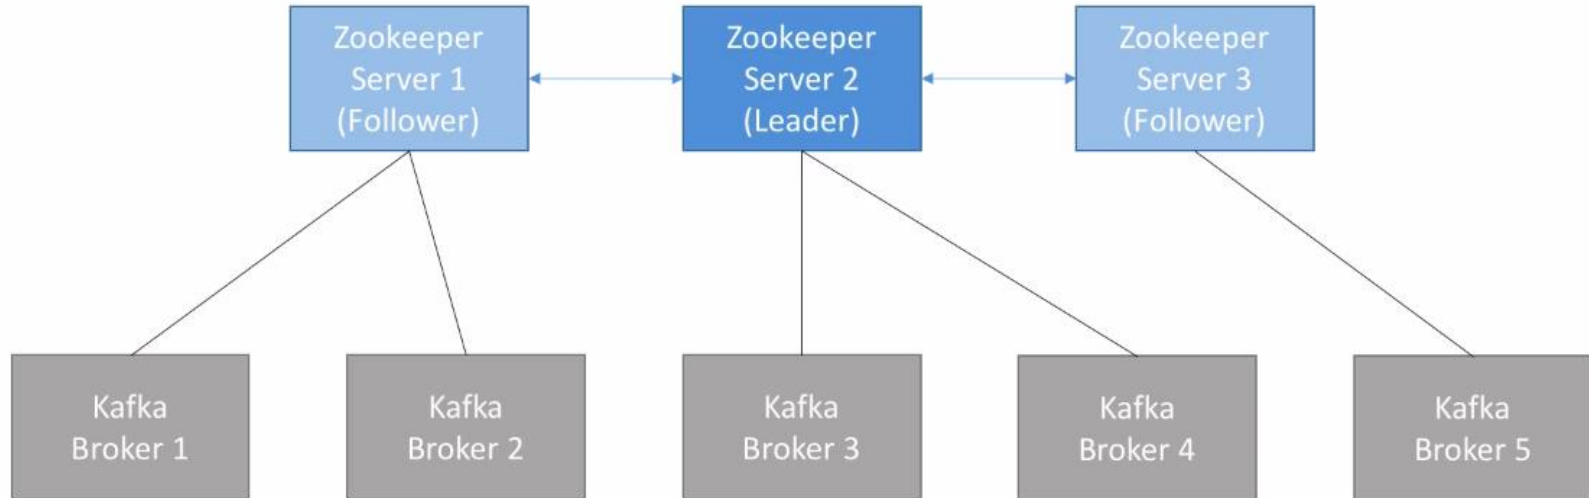 Zookeeper
Server 1
(Follower)
Zookeeper
Server 2
(Leader)
Zookeeper
Server 3
(Follower)
Kafka
Broker 1
Kafka
Broker 2
Kafka
Broker 3
Kafka
Broker 4
Kafka
Broker 5